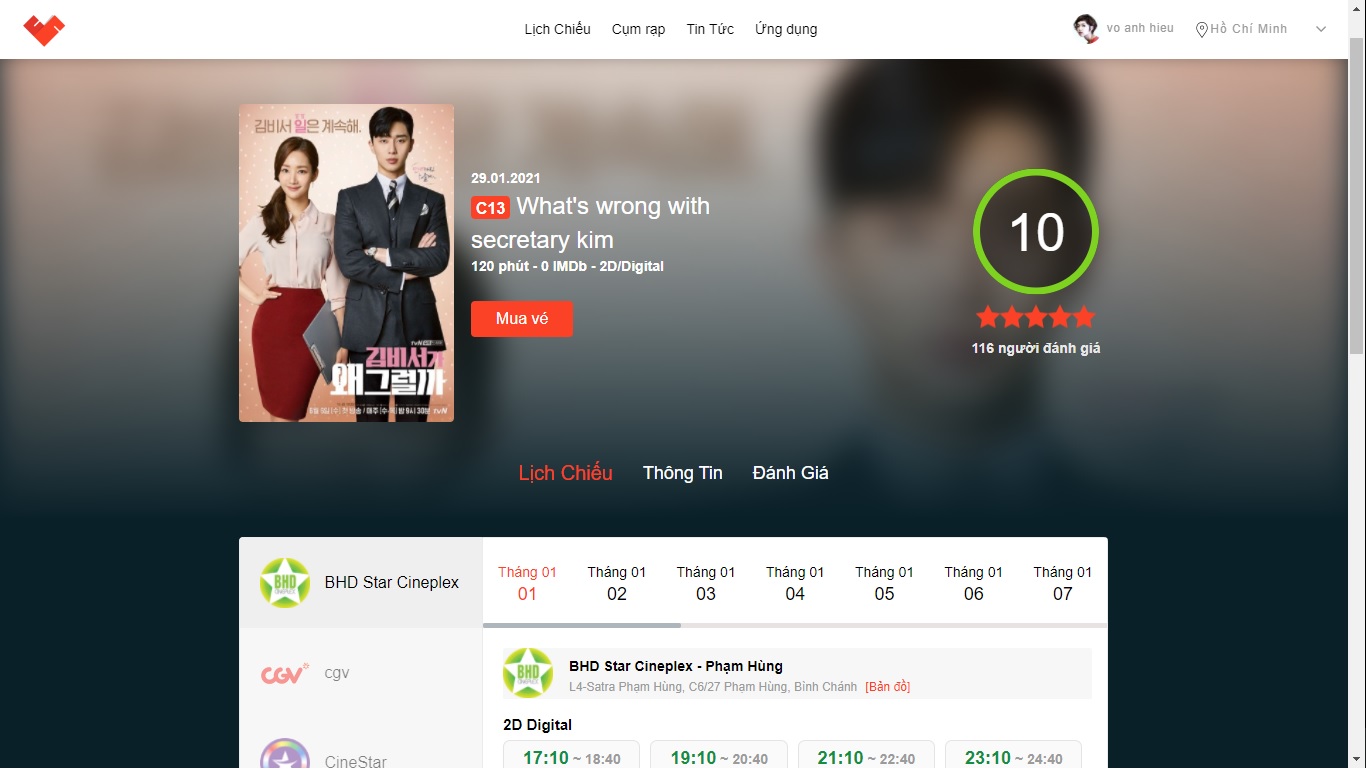 Lịch Chiếu Cụm rạp Tin Tức Ứng dụng
vo anh hieu
Hồ Chí Minh
김비서 일은 계속해.
김비서가
왜 그럴까
tvN
29.01.2021
C13 What's wrong with
secretary kim
120 phút - 0 IMDb - 2D/Digital
Mua vé
10
116 người đánh giá
Lịch Chiếu Thông Tin Đánh Giá
BHD Star Cineplex
CGV cgv
CineStar
Tháng 01 Tháng 01 Tháng 01 Tháng 01 Tháng 01 Tháng 01 Tháng 01
01 02 03 04 05 06 07
BHD
BHD Star Cineplex - Phạm Hùng
L4-Satra Phạm Hùng, C6/27 Phạm Hùng, Bình Chánh [Bản đồ]
2D Digital
17:10 ~ 18:40 19:10 ~ 20:40 21:10 ~ 22:40 23:10 ~ 24:40